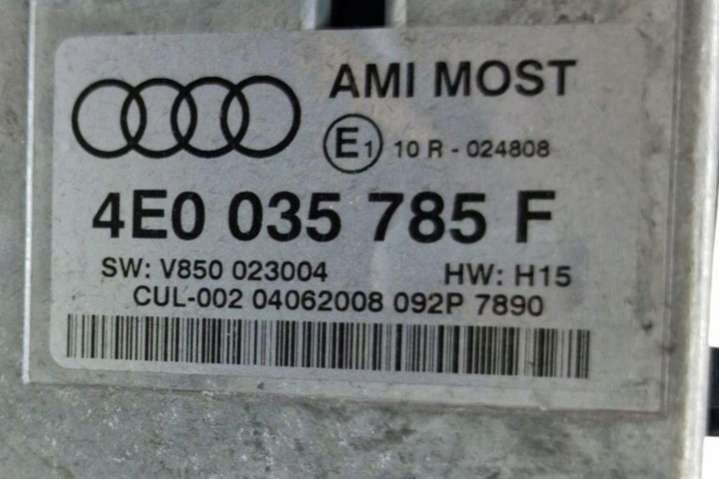 AMI MOST
E1 10 R - 024808
4E0 035 785 F
SW: V850 023004 HW: H15
CUL-002 04062008 092P 7890